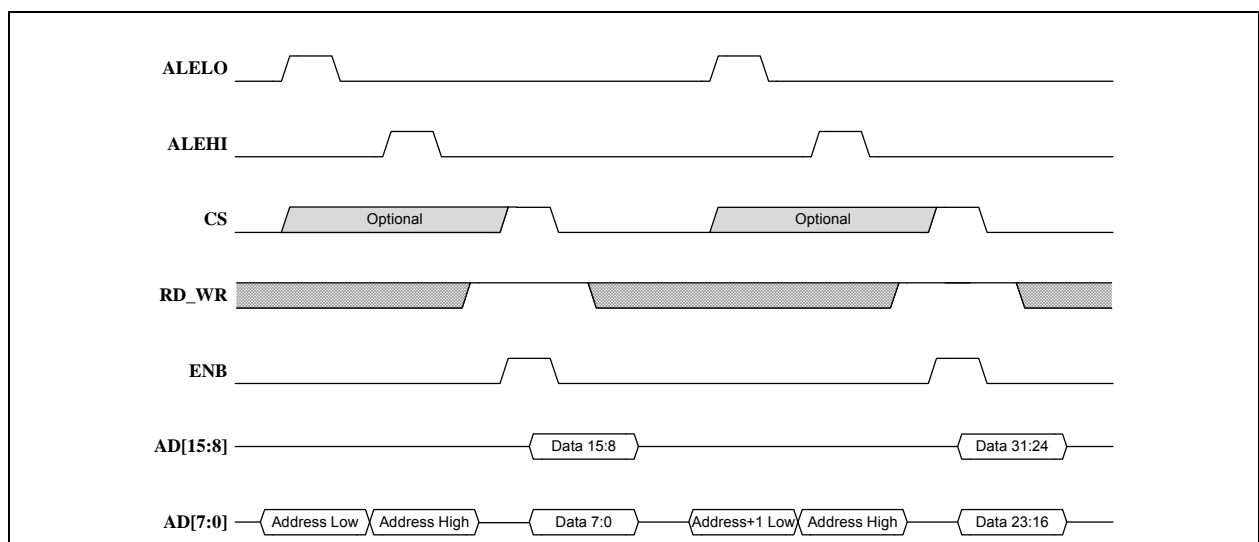 ALELO
ALEHI
CS Optional Optional
RD_WR
ENB
AD[15:8] Data 15:8 Data 31:24
AD[7:0] Address Low Address High Data 7:0 Address+1 Low Address High Data 23:16